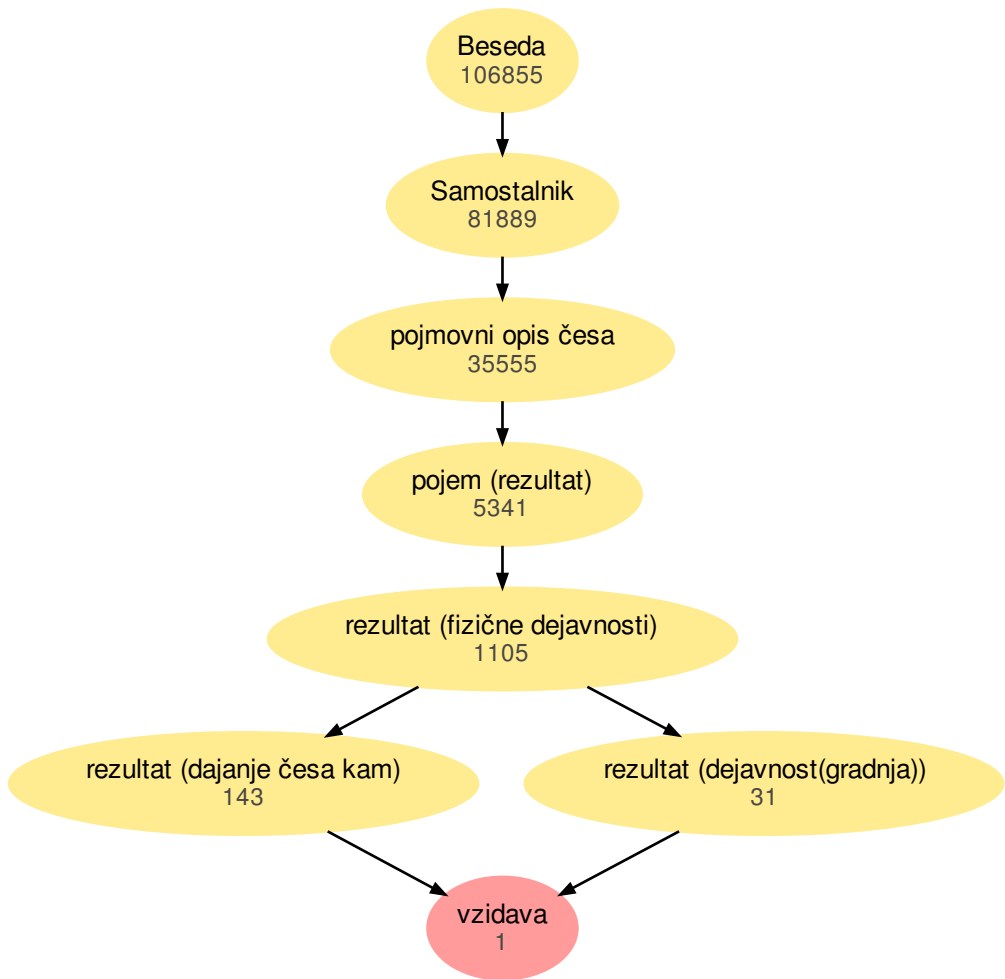 Beseda
106855
Samostalnik
81889
pojmovni opis česa
35555
pojem (rezultat)
5341
rezultat (fizične dejavnosti)
1105
rezultat (dajanje česa kam)
143
rezultat (dejavnost(gradnja))
31
vzidava
1